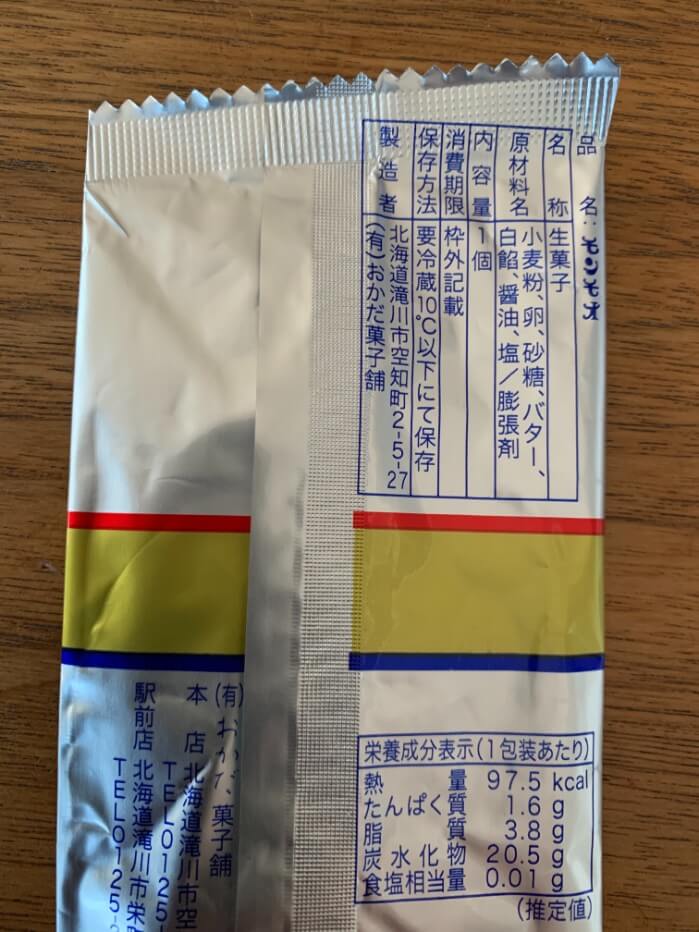 品名:モンモオ
名称 生菓子
原材料名 小麦粉、卵、砂糖、バター、
白餡、醤油、塩/膨張剤
内容量 1個
消費期限 枠外記載
保存方法 要冷蔵10℃以下にて保存
製造者 北海道滝川市空知町2-5-27
(有)おかだ菓子舗
栄養成分表示(1包装あたり)
熱量 97.5 kcal
たんぱく質 1.6 g
脂質 3.8 g
炭水化物 20.5 g
食塩相当量 0.01 g
(推定値)
(有)おかだ菓子舗
本店 北海道滝川市空
TEL0125-
駅前店 北海道滝川市栄
TEL0125-